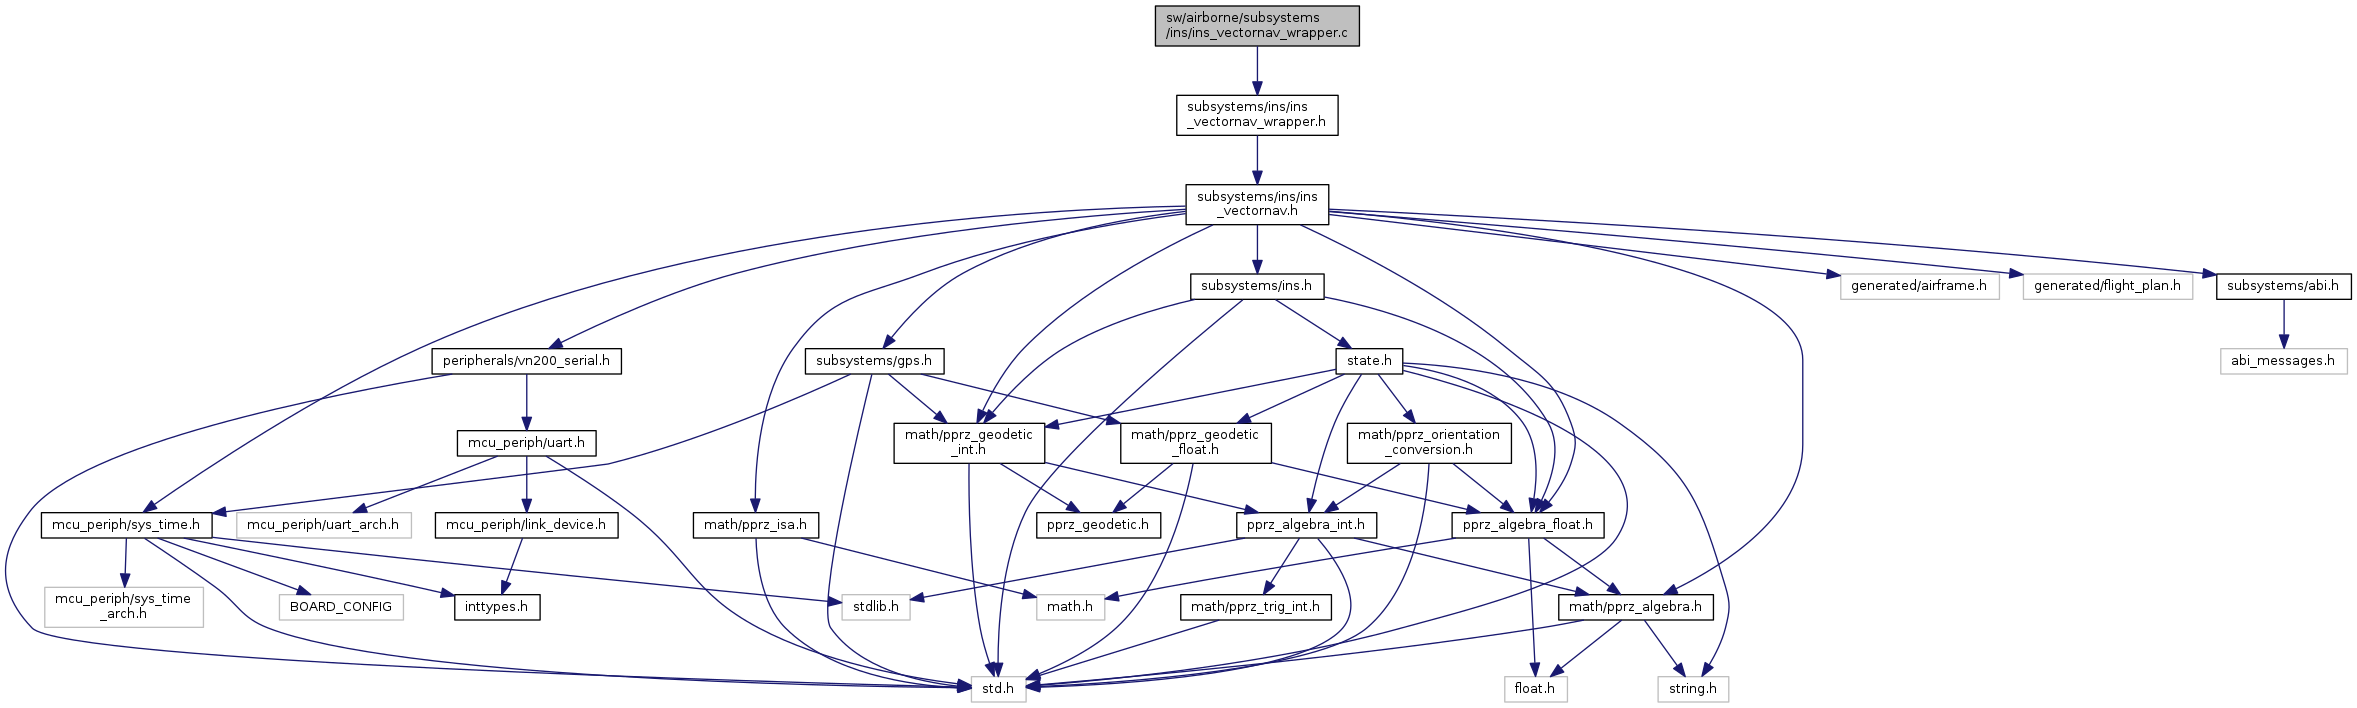 sw/airborne/subsystems
/ins/ins_vectornav_wrapper.c
subsystems/ins/ins
_vectornav_wrapper.h
subsystems/ins/ins
_vectornav.h
subsystems/ins.h
generated/airframe.h
generated/flight_plan.h
subsystems/abi.h
peripherals/vn200_serial.h
subsystems/gps.h
state.h
abi_messages.h
mcu_periph/uart.h
math/pprz_geodetic
_int.h
math/pprz_geodetic
_float.h
math/pprz_orientation
_conversion.h
mcu_periph/sys_time.h
mcu_periph/uart_arch.h
mcu_periph/link_device.h
math/pprz_isa.h
pprz_geodetic.h
pprz_algebra_int.h
pprz_algebra_float.h
mcu_periph/sys_time
_arch.h
BOARD_CONFIG
inttypes.h
stdlib.h
math.h
math/pprz_trig_int.h
math/pprz_algebra.h
std.h
float.h
string.h